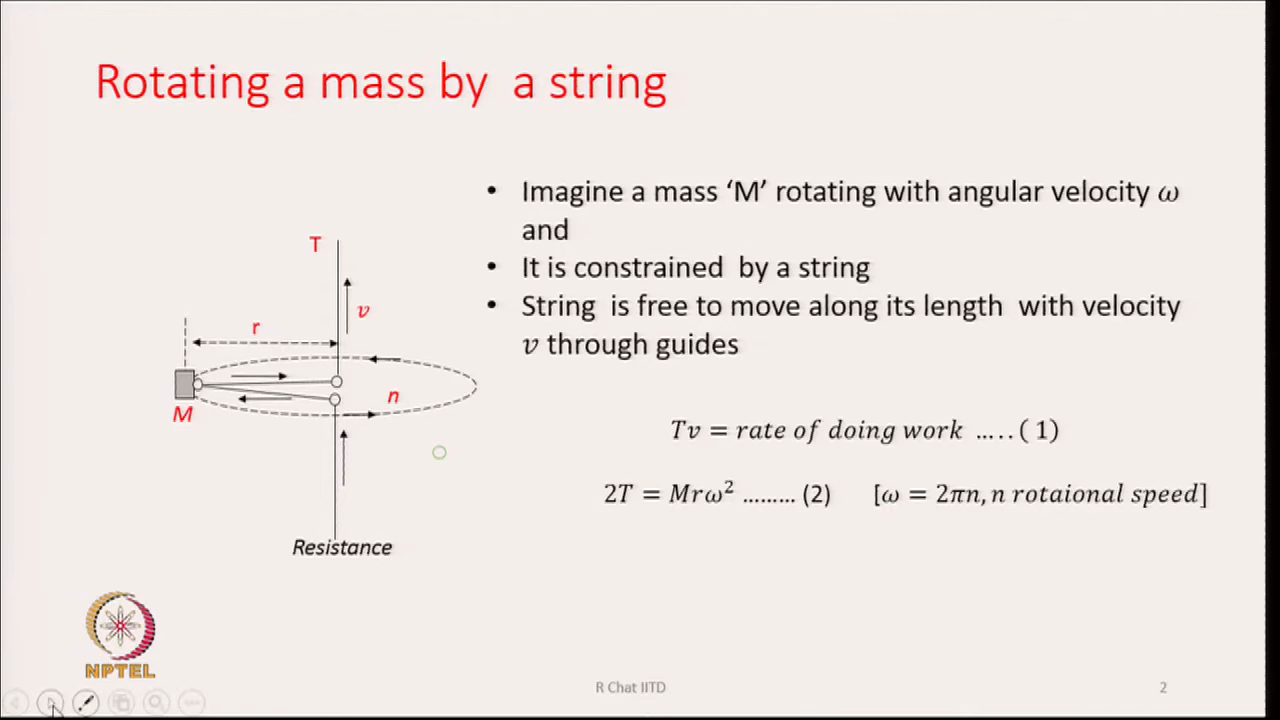 Rotating a mass by a string
• Imagine a mass ‘M’ rotating with angular velocity ω
and
• It is constrained by a string
• String is free to move along its length with velocity
v through guides
T
v
r
n
M
Tv = rate of doing work ….. ( 1)
2T = Mrω² ……… (2) [ω = 2πn, n rotaional speed]
Resistance
NPTEL
R Chat IITD
2